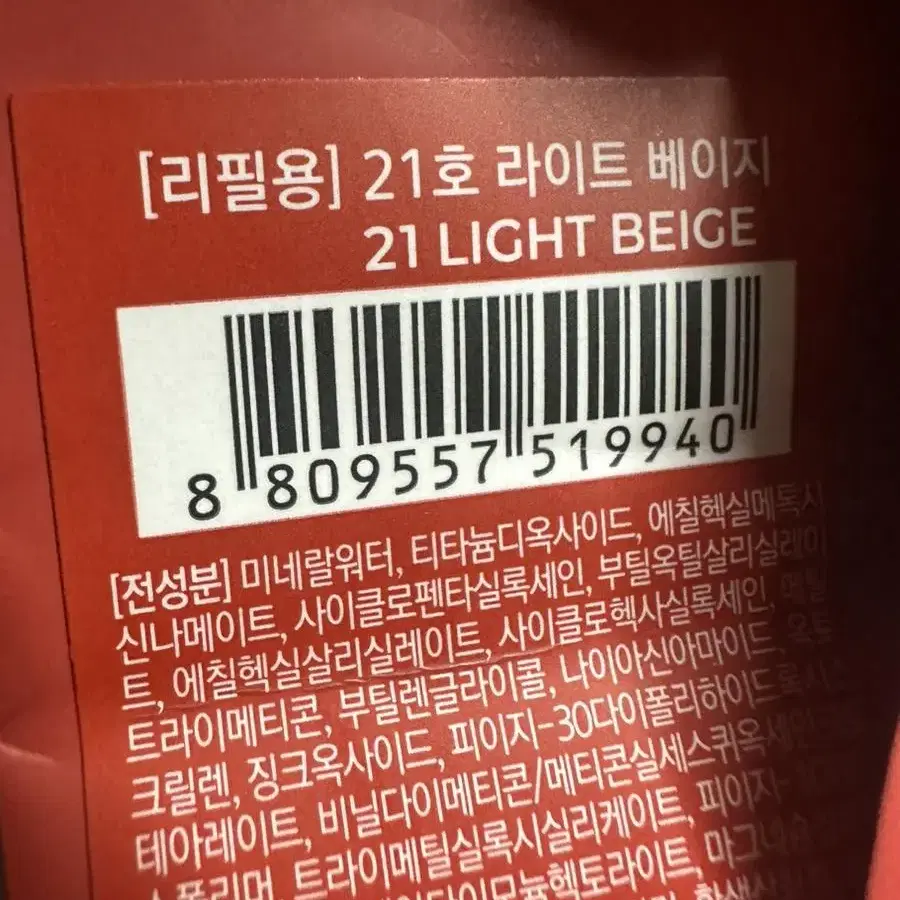 [리필용] 21호 라이트 베이지
21 LIGHT BEIGE
8 809557 519940
[전성분] 미네랄워터, 티타늄디옥사이드, 에칠헥실메톡시
신나메이트, 사이클로펜타실록세인, 부틸옥틸살리실레이
트, 에칠헥실살리실레이트, 사이클로헥사실록세인,
트라이메티콘, 부틸렌글라이콜, 나이아신아마이드,
크릴렌, 징크옥사이드, 피이지-30다이폴리하이드록시스
테아레이트, 비닐다이메티콘/메티콘실세스퀴옥세인
트라이메틸실록시실리케이트, 피이지-